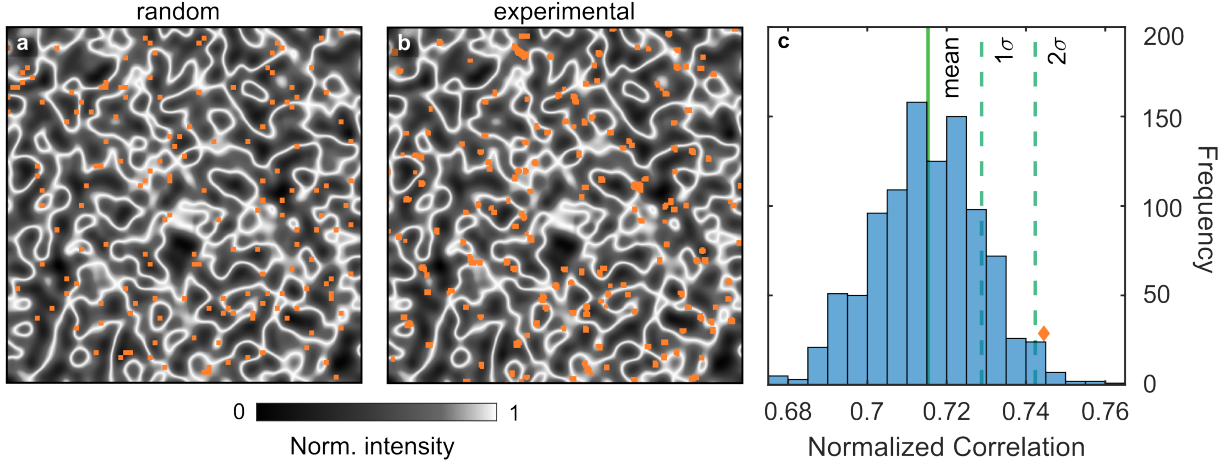 random
experimental
a
b
c
mean
1σ
2σ
200
150
100
50
0
Frequency
0.68
0.7
0.72
0.74
0.76
Normalized Correlation
0
1
Norm. intensity